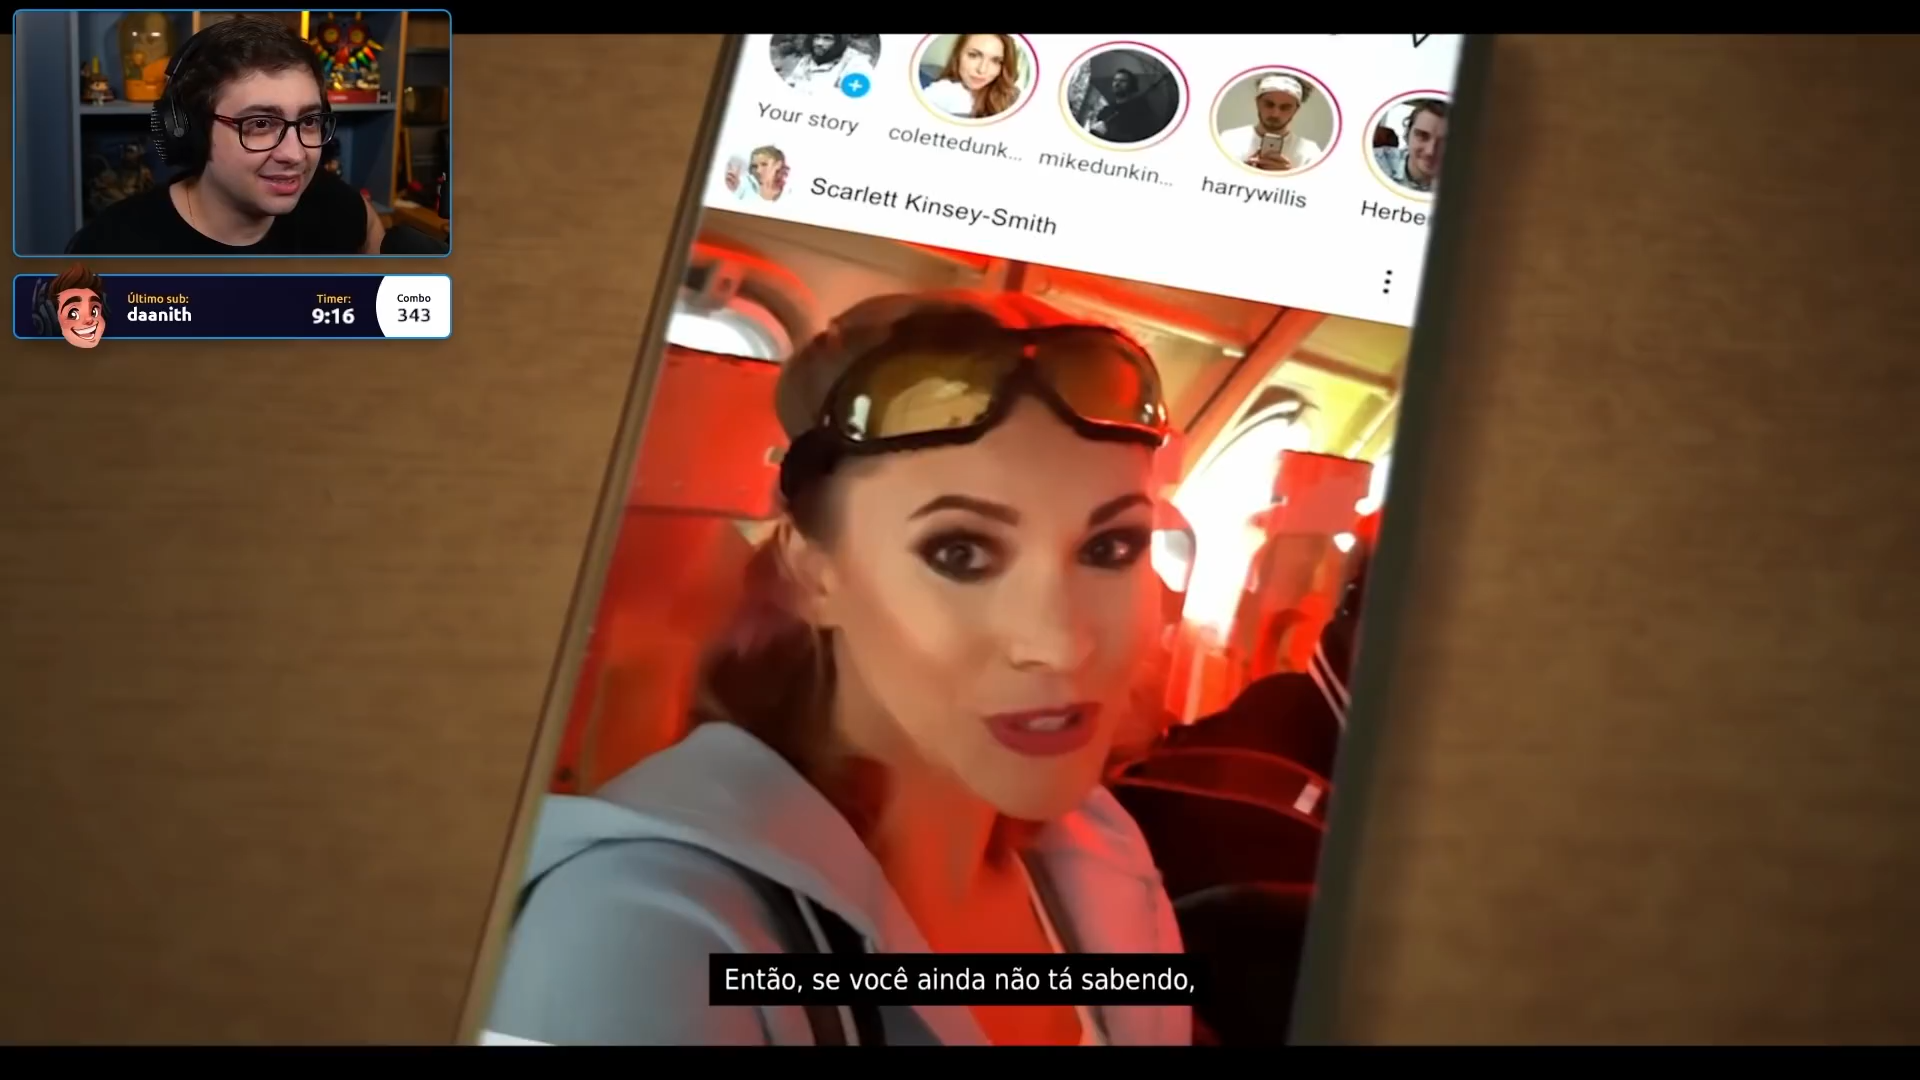 Your story
colettedunk...
mikedunkin...
harrywillis
Herbe
Scarlett Kinsey-Smith
Último sub:
daanith
Timer:
9:16
Combo
343
Então, se você ainda não tá sabendo,